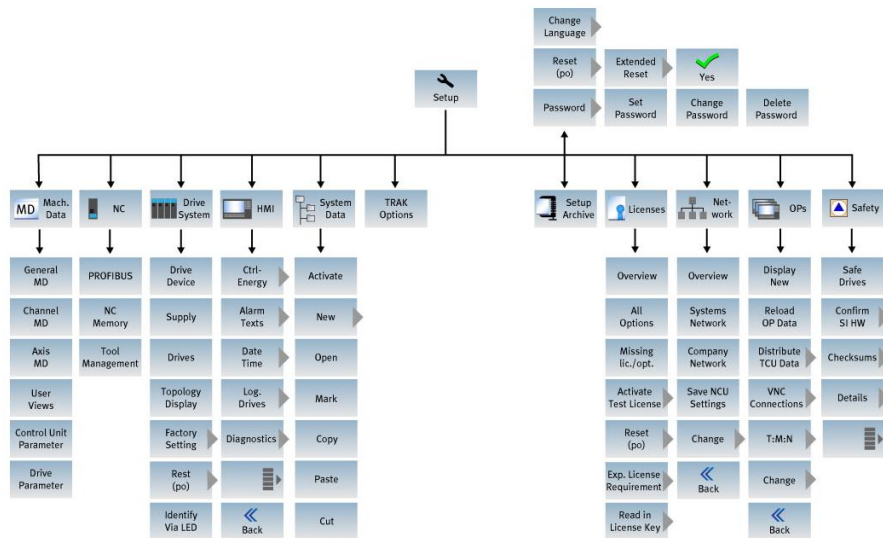 Change
Language
Reset
(po)
Extended
Reset
Yes
Setup
Password
Set
Password
Change
Password
Delete
Password
MD
Mach.
Data
NC
Drive
System
HMI
System
Data
TRAK
Options
Setup
Archive
Licenses
Net-
work
OPs
Safety
General
MD
Channel
MD
Axis
MD
User
Views
Control Unit
Parameter
Drive
Parameter
PROFIBUS
NC
Memory
Tool
Management
Drive
Device
Supply
Drives
Topology
Display
Factory
Setting
Rest
(po)
Identify
Via LED
Ctrl-
Energy
Alarm
Texts
Date
Time
Log.
Drives
Diagnostics
Back
Activate
New
Open
Mark
Copy
Paste
Cut
Overview
All
Options
Missing
lic./opt.
Activate
Test License
Reset
(po)
Exp. License
Requirement
Read in
License Key
Overview
Systems
Network
Company
Network
Save NCU
Settings
Change
Back
Display
New
Reload
OP Data
Distribute
TCU Data
VNC
Connections
T:M:N
Change
Back
Safe
Drives
Confirm
SI HW
Checksums
Details